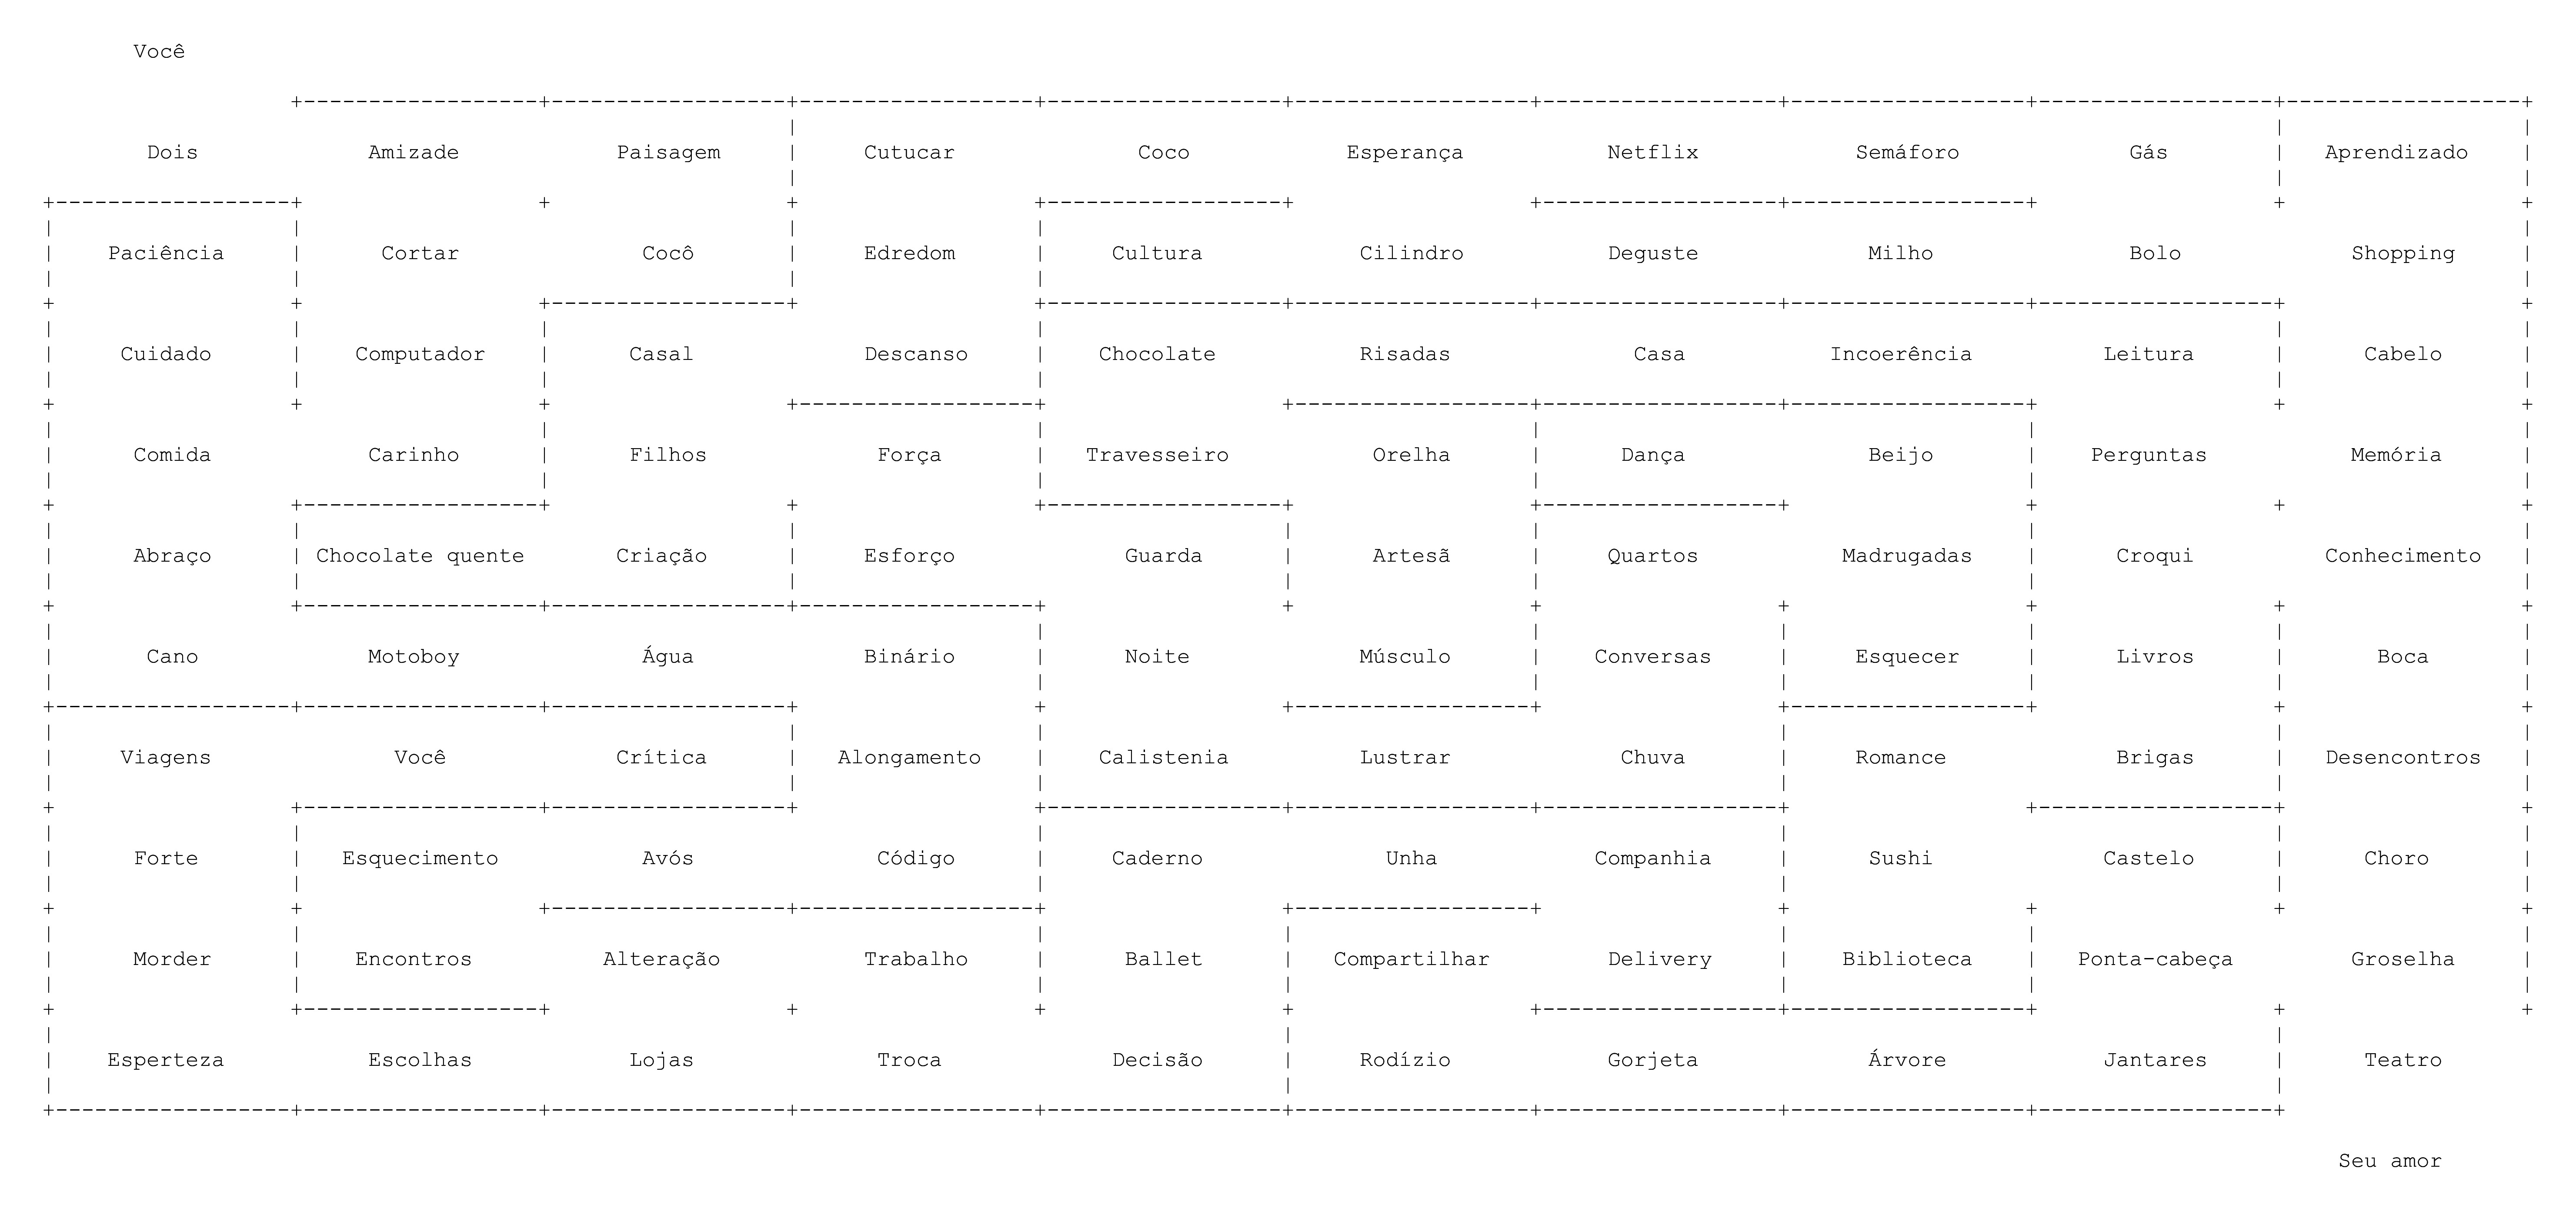 Você
Dois Amizade Paisagem Cutucar Coco Esperança Netflix Semáforo Gás Aprendizado
Paciência Cortar Cocô Edredom Cultura Cilindro Deguste Milho Bolo Shopping
Cuidado Computador Casal Descanso Chocolate Risadas Casa Incoerência Leitura Cabelo
Comida Carinho Filhos Força Travesseiro Orelha Dança Beijo Perguntas Memória
Abraço Chocolate quente Criação Esforço Guarda Artesã Quartos Madrugadas Croqui Conhecimento
Cano Motoboy Água Binário Noite Músculo Conversas Esquecer Livros Boca
Viagens Você Crítica Alongamento Calistenia Lustrar Chuva Romance Brigas Desencontros
Forte Esquecimento Avós Código Caderno Unha Companhia Sushi Castelo Choro
Morder Encontros Alteração Trabalho Ballet Compartilhar Delivery Biblioteca Ponta-cabeça Groselha
Esperteza Escolhas Lojas Troca Decisão Rodízio Gorjeta Árvore Jantares Teatro
Seu amor